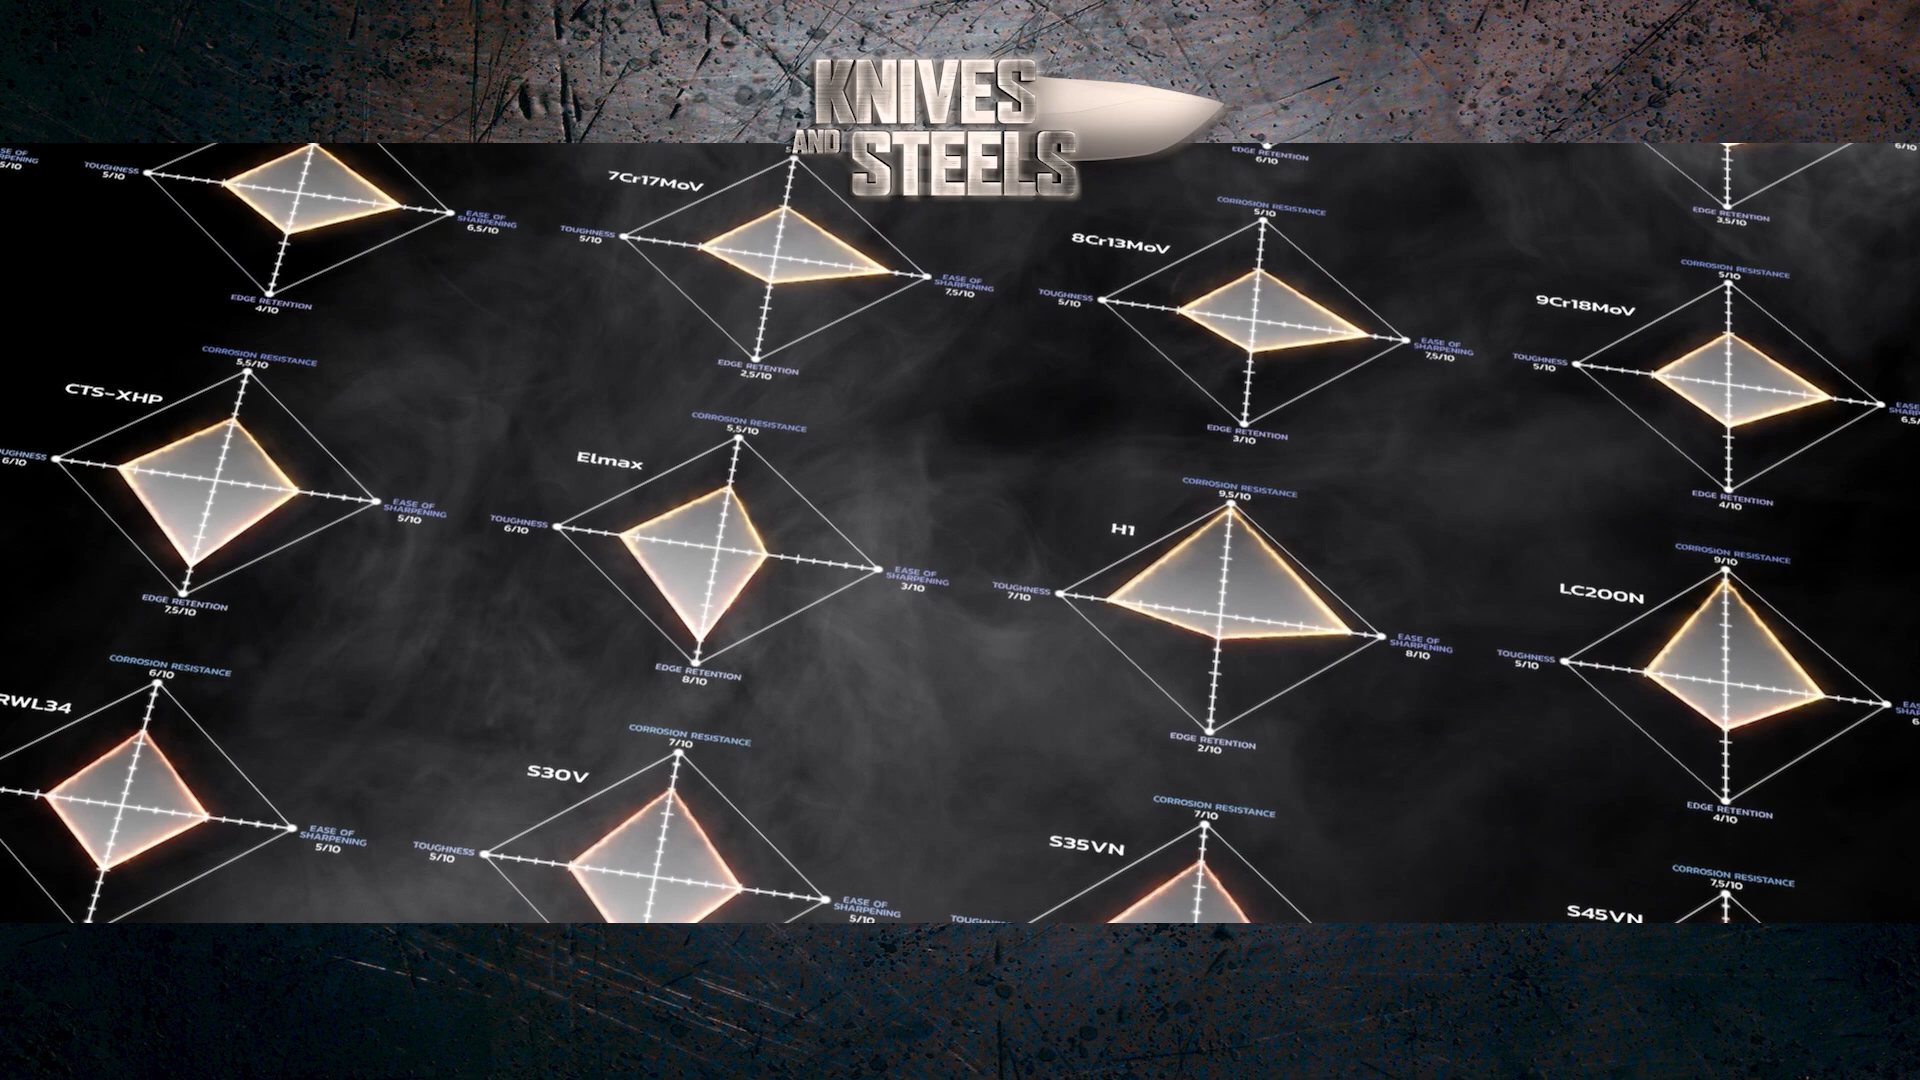 KNIVES
AND STEELS
5/10
TOUGHNESS
5/10
EASE OF
SHARPENING
6,5/10
EDGE RETENTION
4/10
7Cr17MoV
TOUGHNESS
5/10
EASE OF
SHARPENING
7,5/10
EDGE RETENTION
2,5/10
EDGE RETENTION
6/10
8Cr13MoV
CORROSION RESISTANCE
5/10
TOUGHNESS
5/10
EASE OF
SHARPENING
7,5/10
EDGE RETENTION
3/10
6/10
EDGE RETENTION
3,5/10
9Cr18MoV
CORROSION RESISTANCE
5/10
TOUGHNESS
5/10
EDGE RETENTION
4/10
CTS-XHP
CORROSION RESISTANCE
5,5/10
6/10
EASE OF
SHARPENING
5/10
EDGE RETENTION
7,5/10
Elmax
CORROSION RESISTANCE
5,5/10
TOUGHNESS
6/10
EASE OF
SHARPENING
3/10
EDGE RETENTION
8/10
H1
CORROSION RESISTANCE
9,5/10
TOUGHNESS
7/10
EASE OF
SHARPENING
8/10
EDGE RETENTION
2/10
LC200N
CORROSION RESISTANCE
9/10
TOUGHNESS
5/10
EDGE RETENTION
4/10
RWL34
CORROSION RESISTANCE
6/10
EASE OF
SHARPENING
5/10
S30V
CORROSION RESISTANCE
7/10
TOUGHNESS
5/10
EASE OF
SHARPENING
5/10
S35VN
CORROSION RESISTANCE
7/10
S45VN
CORROSION RESISTANCE
7,5/10